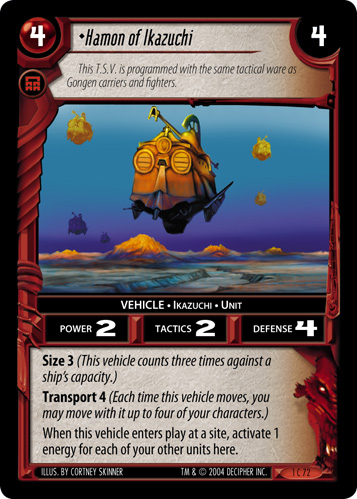 4 •Hamon of Ikazuchi 4
This T.S.V. is programmed with the same tactical ware as
Gongen carriers and fighters.
VEHICLE • IKAZUCHI • UNIT
POWER 2 TACTICS 2 DEFENSE 4
Size 3 (This vehicle counts three times against a
ship's capacity.)
Transport 4 (Each time this vehicle moves, you
may move with it up to four of your characters.)
When this vehicle enters play at a site, activate 1
energy for each of your other units here.
ILLUS. BY CORTNEY SKINNER TM & © 2004 DECIPHER INC. 1 C 72